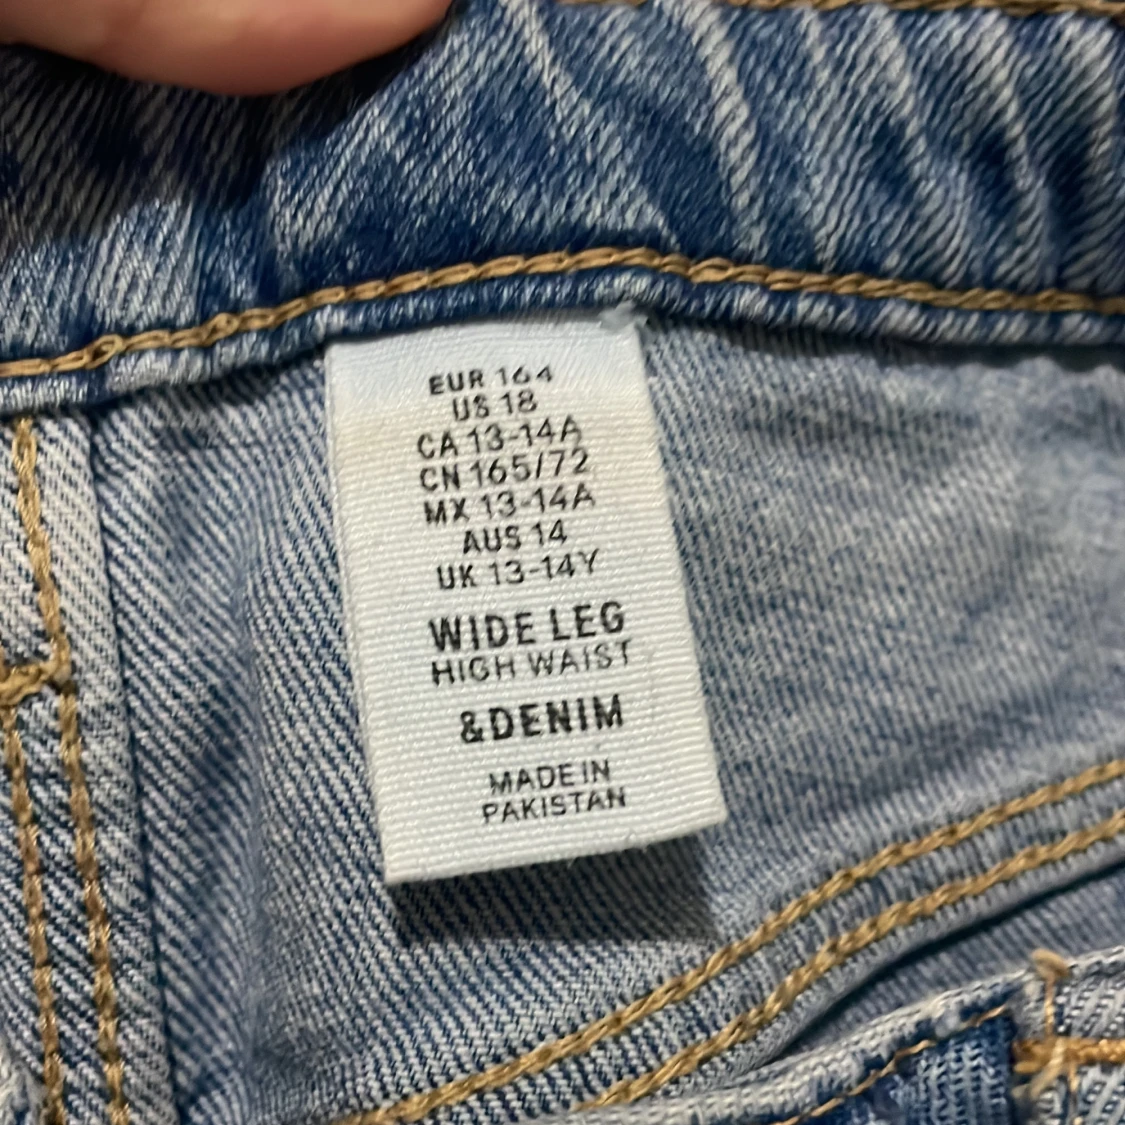 EUR 164
US 18
CA 13-14A
CN 165/72
MX 13-14A
AUS 14
UK 13-14Y
WIDE LEG
HIGH WAIST
&DENIM
MADE IN
PAKISTAN